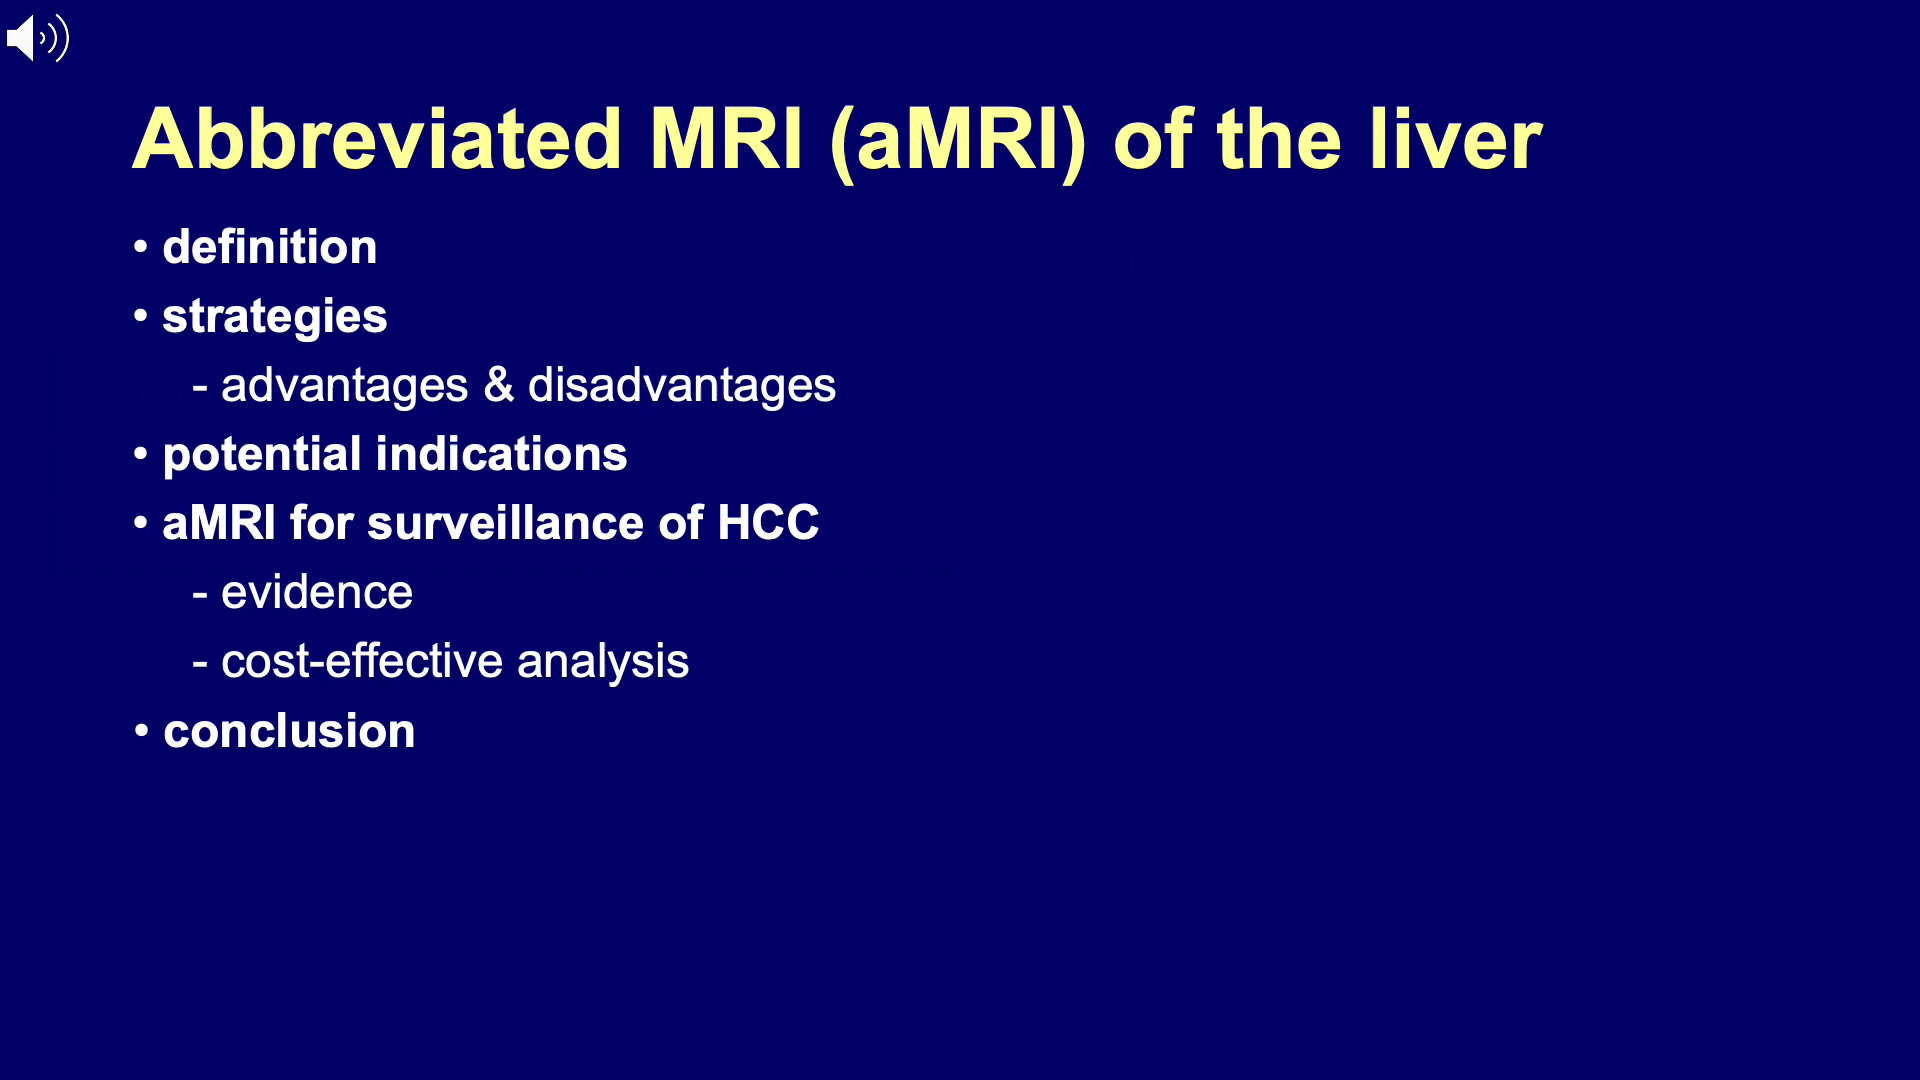 Abbreviated MRI (aMRI) of the liver
• definition
• strategies
- advantages & disadvantages
• potential indications
• aMRI for surveillance of HCC
- evidence
- cost-effective analysis
• conclusion